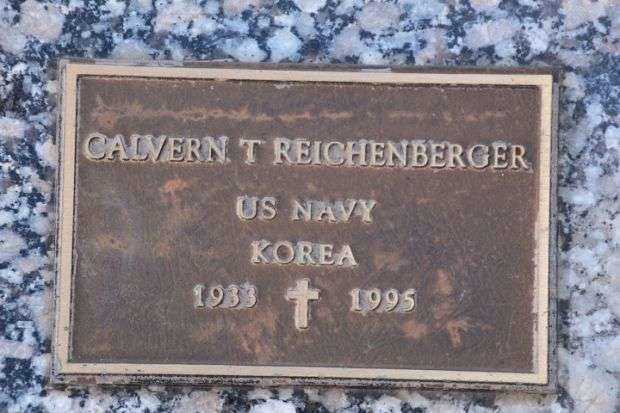 CALVERN T REICHENBERGER
US NAVY
KOREA
1933 1995